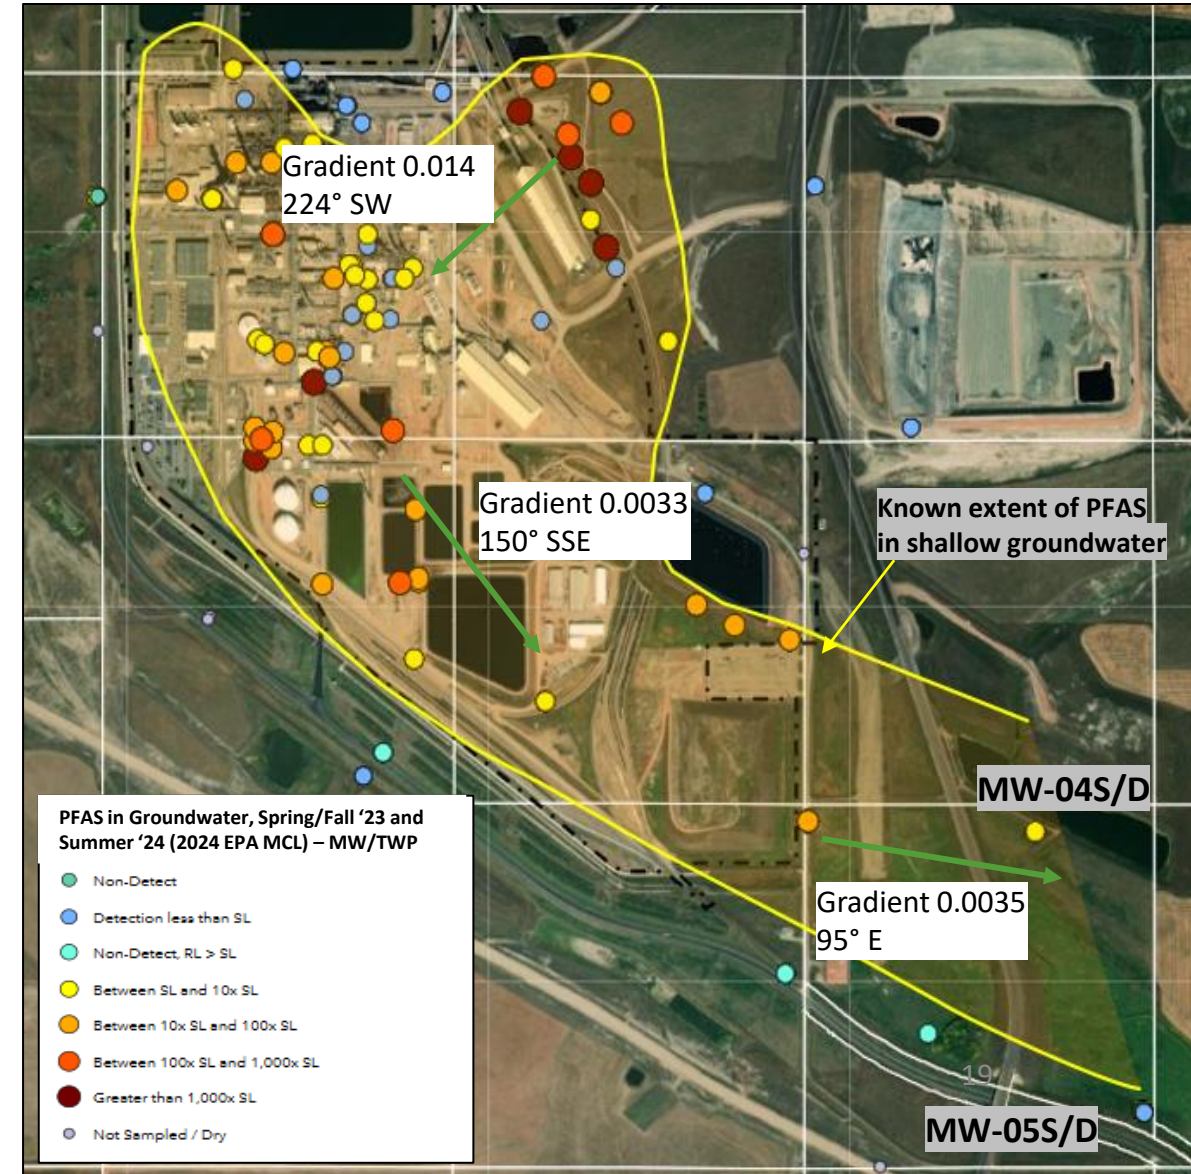 Gradient 0.014
224° SW
Gradient 0.0033
150° SSE
Known extent of PFAS
in shallow groundwater
MW-04S/D
Gradient 0.0035
95° E
19
MW-05S/D
PFAS in Groundwater, Spring/Fall ‘23 and
Summer ‘24 (2024 EPA MCL) – MW/TWP
Non-Detect
Detection less than SL
Non-Detect, RL > SL
Between SL and 10x SL
Between 10x SL and 100x SL
Between 100x SL and 1,000x SL
Greater than 1,000x SL
Not Sampled / Dry